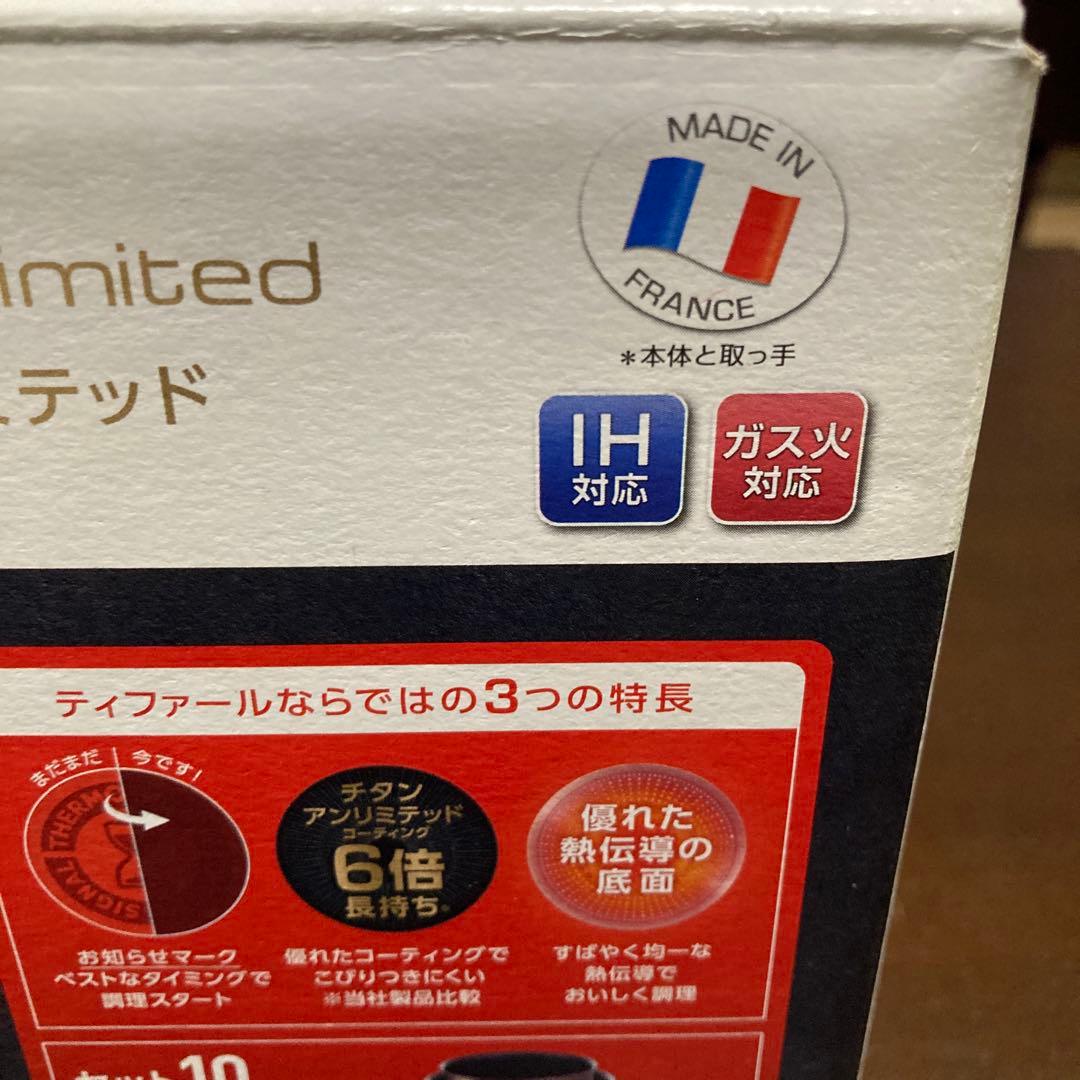 MADE IN
FRANCE
*本体と取っ手
imited
テッド
IH
対応
ガス火
対応
ティファールならではの3つの特長
まだまだ
今です!
THERMO
SIGNAL
チタン
アンリミテッド
コーティング
6倍
長持ち※
優れた
熱伝導の
底面
お知らせマーク
ベストなタイミングで
調理スタート
優れたコーティングで
こびりつきにくい
※当社製品比較
すばやく均一な
熱伝導で
おいしく調理
セット10